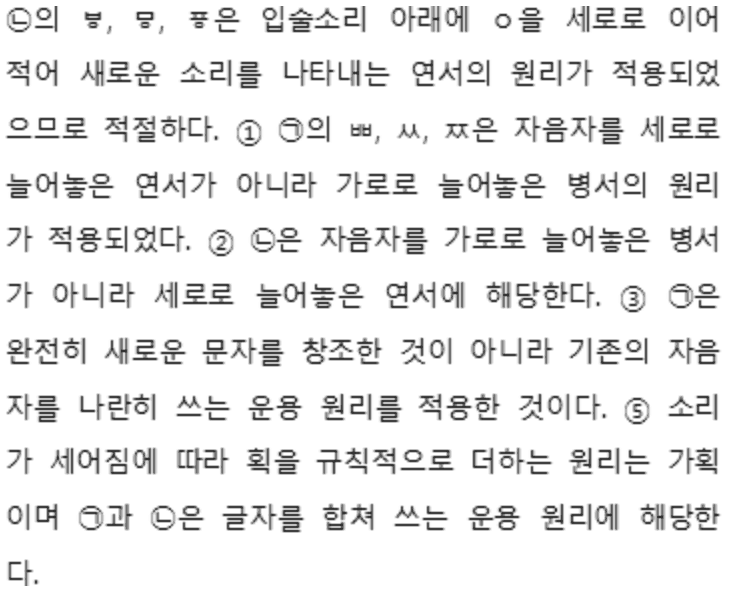 ㉡의 ㅸ, ㅱ, ㆄ은 입술소리 아래에 ㅇ을 세로로 이어
적어 새로운 소리를 나타내는 연서의 원리가 적용되었
으므로 적절하다. ① ㉠의 ㅃ, ㅆ, ㅉ은 자음자를 세로로
늘어놓은 연서가 아니라 가로로 늘어놓은 병서의 원리
가 적용되었다. ② ㉡은 자음자를 가로로 늘어놓은 병서
가 아니라 세로로 늘어놓은 연서에 해당한다. ③ ㉠은
완전히 새로운 문자를 창조한 것이 아니라 기존의 자음
자를 나란히 쓰는 운용 원리를 적용한 것이다. ⑤ 소리
가 세어짐에 따라 획을 규칙적으로 더하는 원리는 가획
이며 ㉠과 ㉡은 글자를 합쳐 쓰는 운용 원리에 해당한
다.